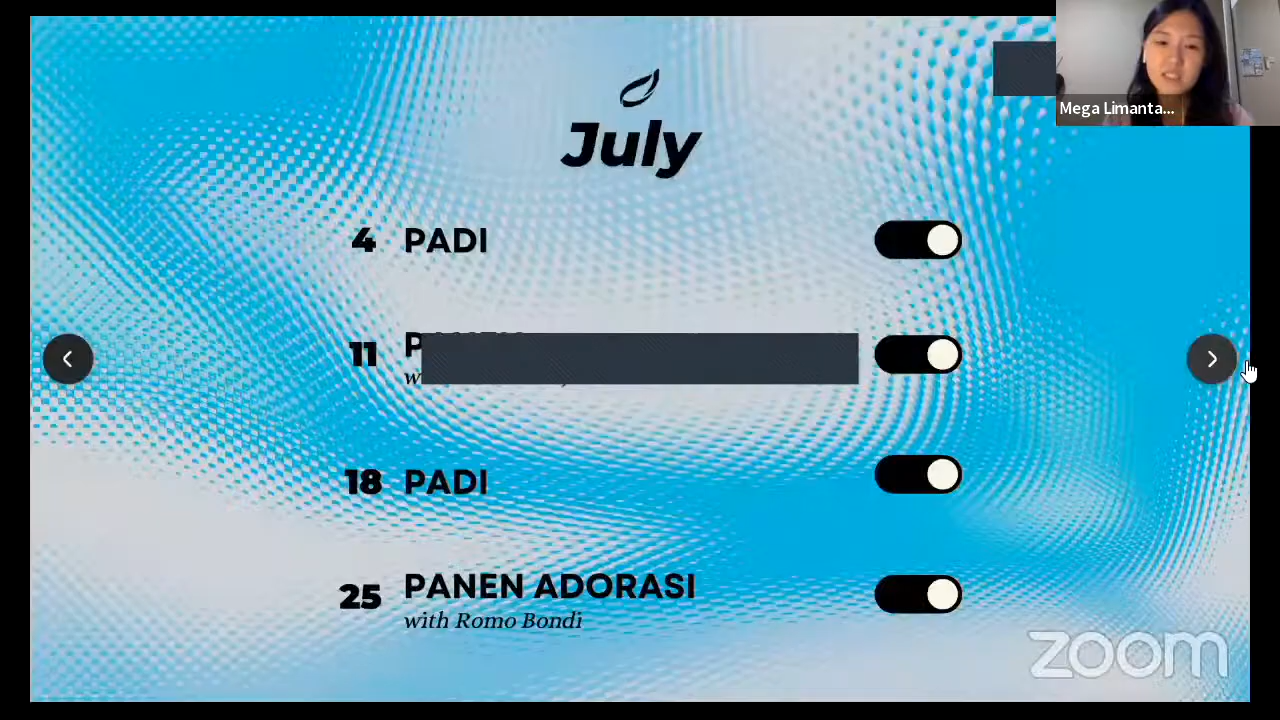 Mega Limanta...
July
4 PADI
11
18 PADI
25 PANEN ADORASI
with Romo Bondi
zoom